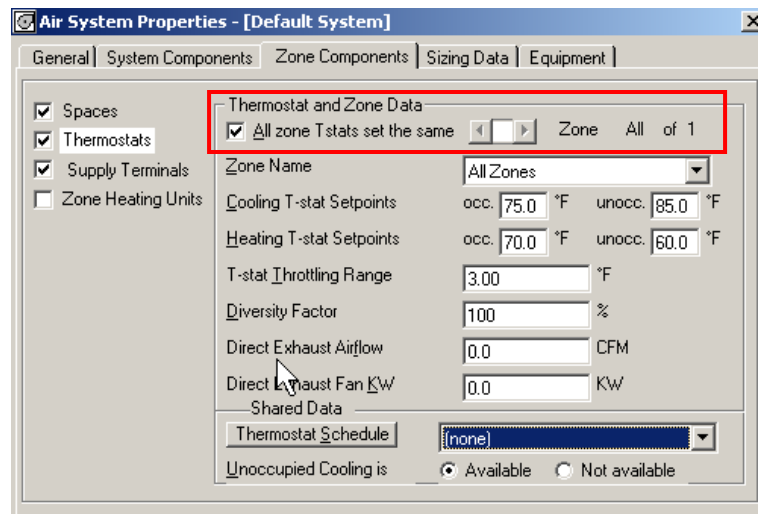 Air System Properties - [Default System]
General System Components Zone Components Sizing Data Equipment
Spaces
Thermostats
Supply Terminals
Zone Heating Units
Thermostat and Zone Data
All zone Tstats set the same Zone All of 1
Zone Name All Zones
Cooling T-stat Setpoints occ. 75.0 °F unocc. 85.0 °F
Heating T-stat Setpoints occ. 70.0 °F unocc. 60.0 °F
T-stat Throttling Range 3.00 °F
Diversity Factor 100 %
Direct Exhaust Airflow 0.0 CFM
Direct Exhaust Fan KW 0.0 KW
Shared Data
Thermostat Schedule (none)
Unoccupied Cooling is Available Not available